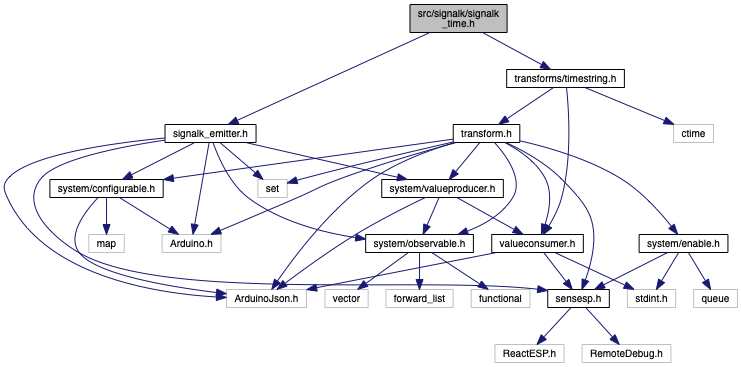 src/signalk/signalk
_time.h
transforms/timestring.h
signalk_emitter.h
transform.h
ctime
system/configurable.h
set
system/valueproducer.h
map
Arduino.h
system/observable.h
valueconsumer.h
system/enable.h
ArduinoJson.h
vector
forward_list
functional
sensesp.h
stdint.h
queue
ReactESP.h
RemoteDebug.h